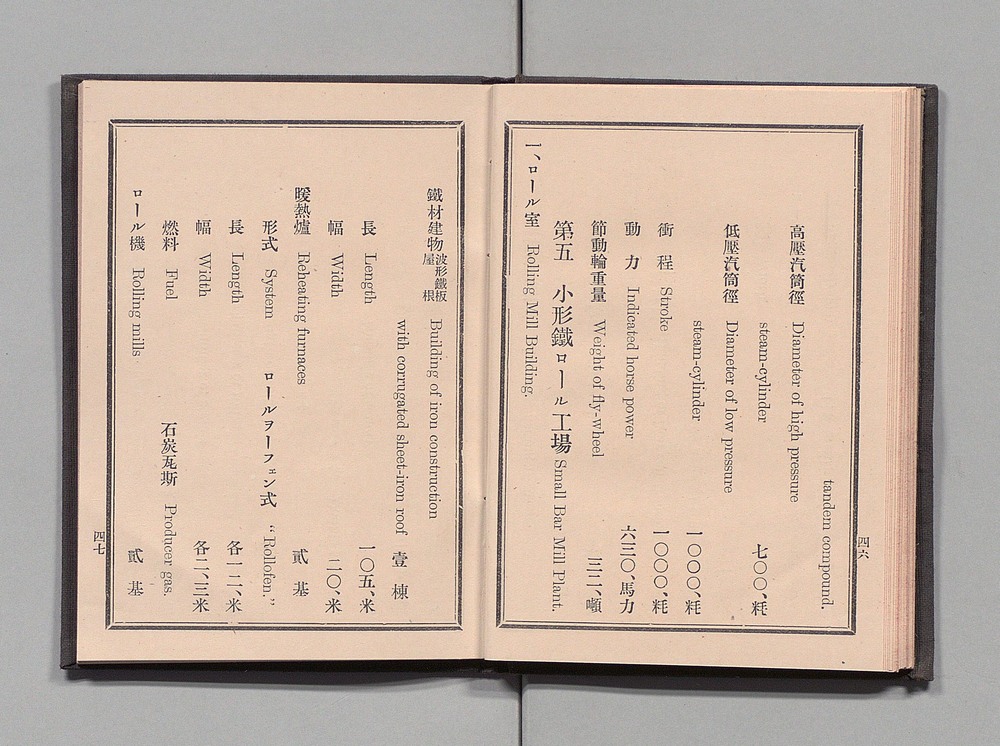 四六
tandem compound.
高壓汽筒徑 Diameter of high pressure
steam-cylinder 七〇〇、粍
低壓汽筒徑 Diameter of low pressure
steam-cylinder 一〇〇〇、粍
衝程 Stroke 一〇〇〇、粍
動力 Indicated horse power 六三〇、馬力
節動輪重量 Weight of fly-wheel 三二、噸
第五 小形鐵ロール工場 Small Bar Mill Plant.
一、ロール室 Rolling Mill Building.
鐵材建物波形鐵板屋根 Building of iron construction
with corrugated sheet-iron roof 壹棟
長 Length 一〇五、米
幅 Width 二〇、米
暖熱爐 Reheating furnaces 貳基
形式 System ロールヲーフェン式 “Rollofen.”
長 Length 各一二、米
幅 Width 各二、三米
燃料 Fuel 石炭瓦斯 Producer gas.
ロール機 Rolling mills 貳基
四七